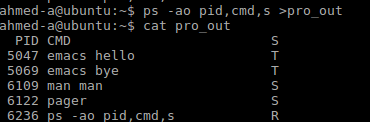 ahmed-a@ubuntu:~$ ps -ao pid,cmd,s >pro_out
ahmed-a@ubuntu:~$ cat pro_out
PID CMD S
5047 emacs hello T
5069 emacs bye T
6109 man man S
6122 pager S
6236 ps -ao pid,cmd,s R